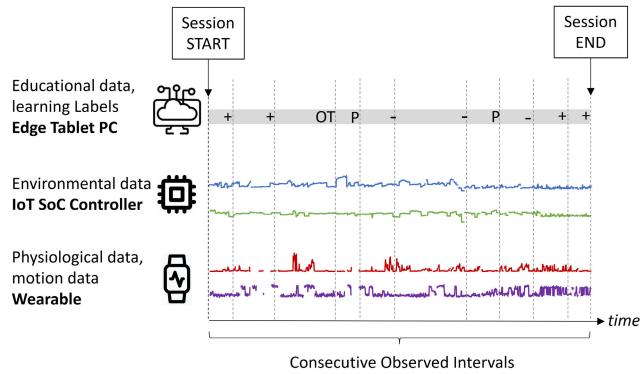 Session
START
Session
END
Educational data,
learning Labels
Edge Tablet PC
+ + OT P - - P - + +
Environmental data
IoT SoC Controller
Physiological data,
motion data
Wearable
time
Consecutive Observed Intervals